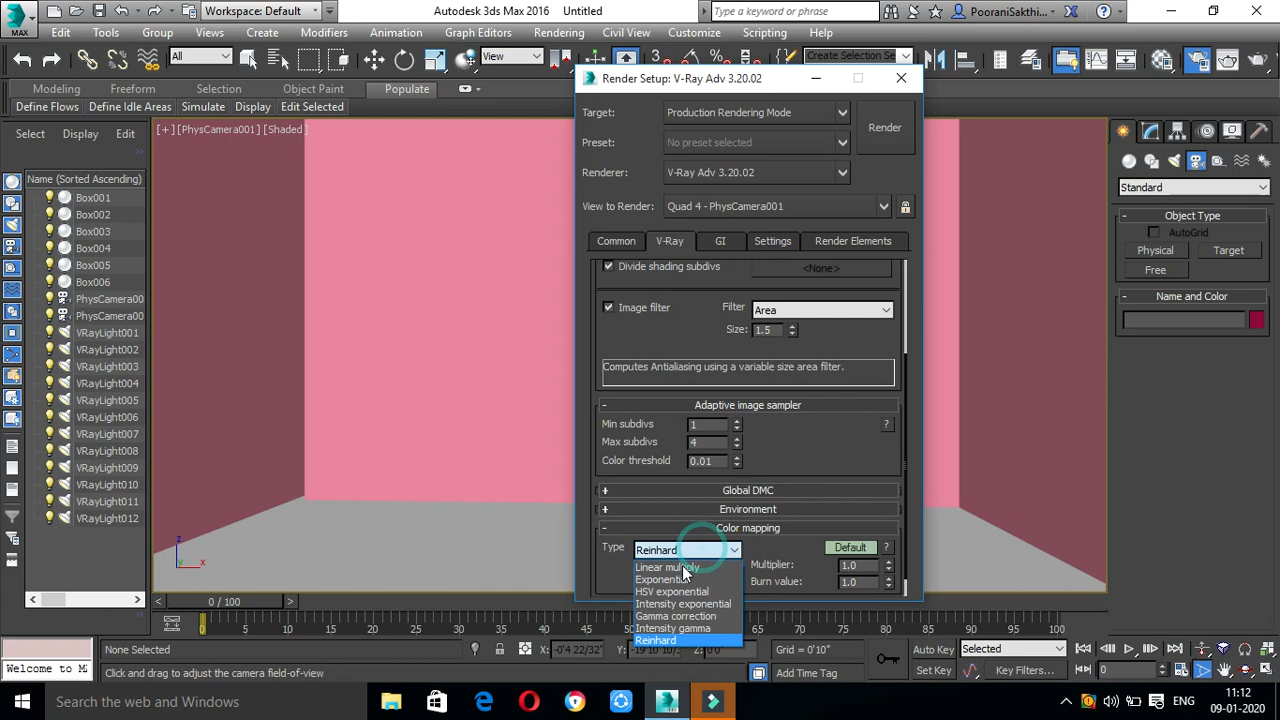 Workspace: Default
Autodesk 3ds Max 2016
Untitled
Type a keyword or phrase
PooraniSakthi...
MAX
Edit
Tools
Group
Views
Create
Modifiers
Animation
Graph Editors
Rendering
Civil View
Customize
Scripting
Help
All
View
Create Selection Se
Modeling
Freeform
Selection
Object Paint
Populate
Define Flows
Define Idle Areas
Simulate
Display
Edit Selected
Select
Display
Edit
[+] [PhysCamera001] [Shaded]
Name (Sorted Ascending)
Box001
Box002
Box003
Box004
Box005
Box006
PhysCamera00
PhysCamera00
VRayLight001
VRayLight002
VRayLight003
VRayLight004
VRayLight005
VRayLight006
VRayLight007
VRayLight008
VRayLight009
VRayLight010
VRayLight011
VRayLight012
z
x
Render Setup: V-Ray Adv 3.20.02
Target:
Production Rendering Mode
Render
Preset:
No preset selected
Renderer:
V-Ray Adv 3.20.02
View to Render:
Quad 4 - PhysCamera001
Common
V-Ray
GI
Settings
Render Elements
Divide shading subdivs
<None>
Image filter
Filter
Area
Size:
1.5
Computes Antialiasing using a variable size area filter.
- Adaptive image sampler
Min subdivs
1
?
Max subdivs
4
Color threshold
0.01
+ Global DMC
+ Environment
- Color mapping
Type
Reinhard
Default
?
Linear multiply
Exponential
HSV exponential
Intensity exponential
Gamma correction
Intensity gamma
Reinhard
Multiplier:
1.0
Burn value:
1.0
Standard
- Object Type
AutoGrid
Physical
Target
Free
- Name and Color
0 / 100
0
5
65
70
75
80
85
90
95
100
None Selected
Grid = 0'10"
Auto Key
Selected
Welcome to M
Click and drag to adjust the camera field-of-view
Add Time Tag
Set Key
Key Filters...
0
Search the web and Windows
ENG
11:12
09-01-2020